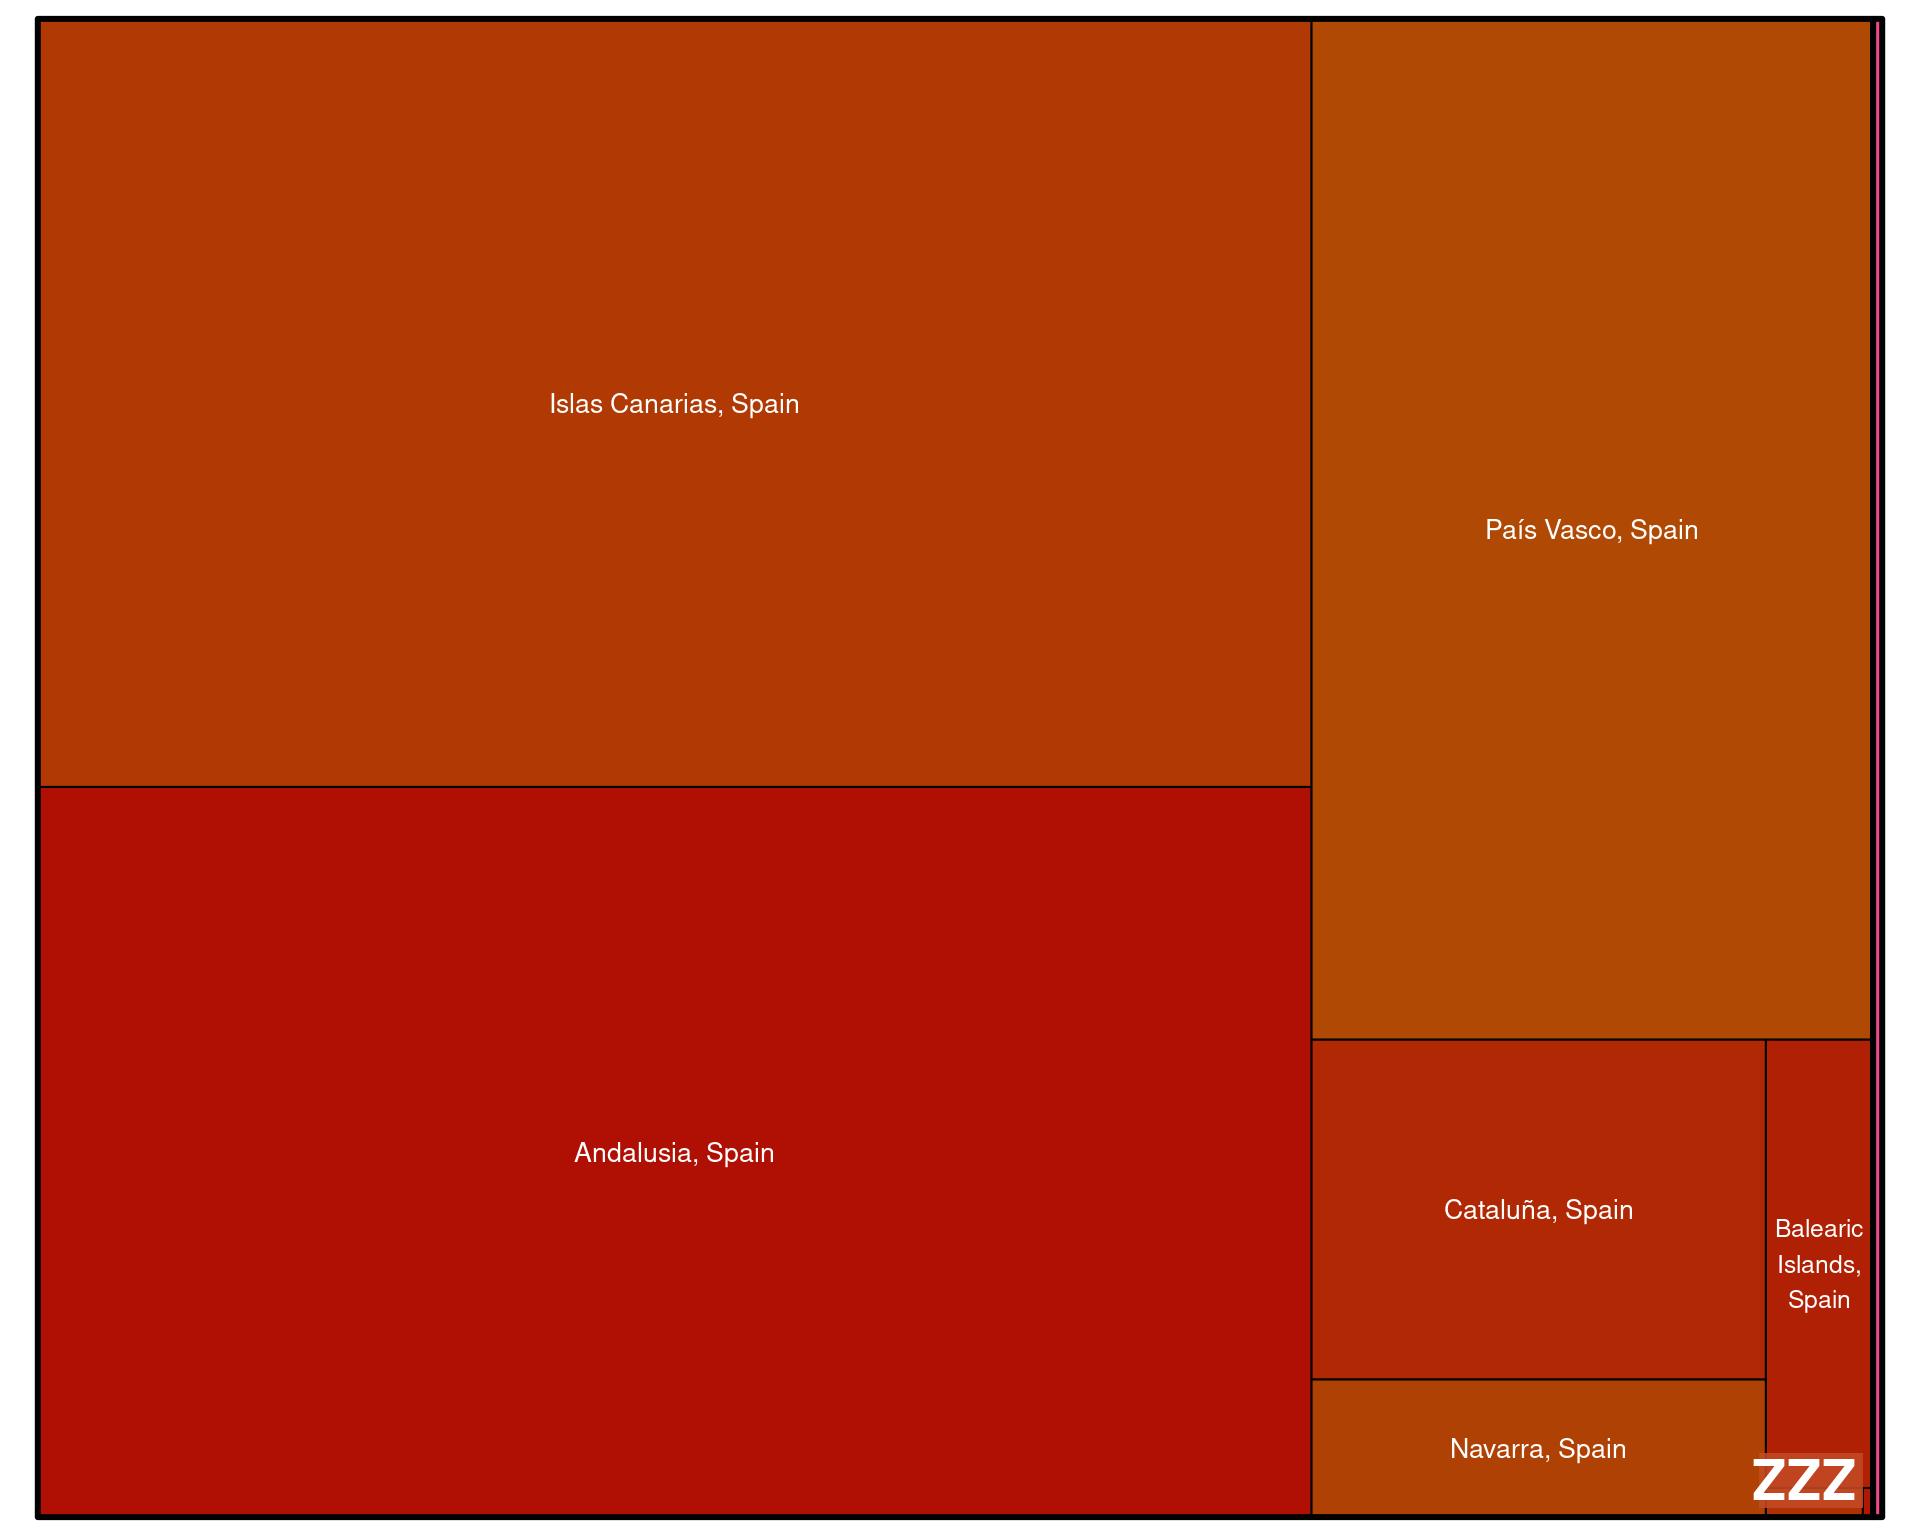 Islas Canarias, Spain
País Vasco, Spain
Andalusia, Spain
Cataluña, Spain
Balearic
Islands,
Spain
Navarra, Spain
ZZZ